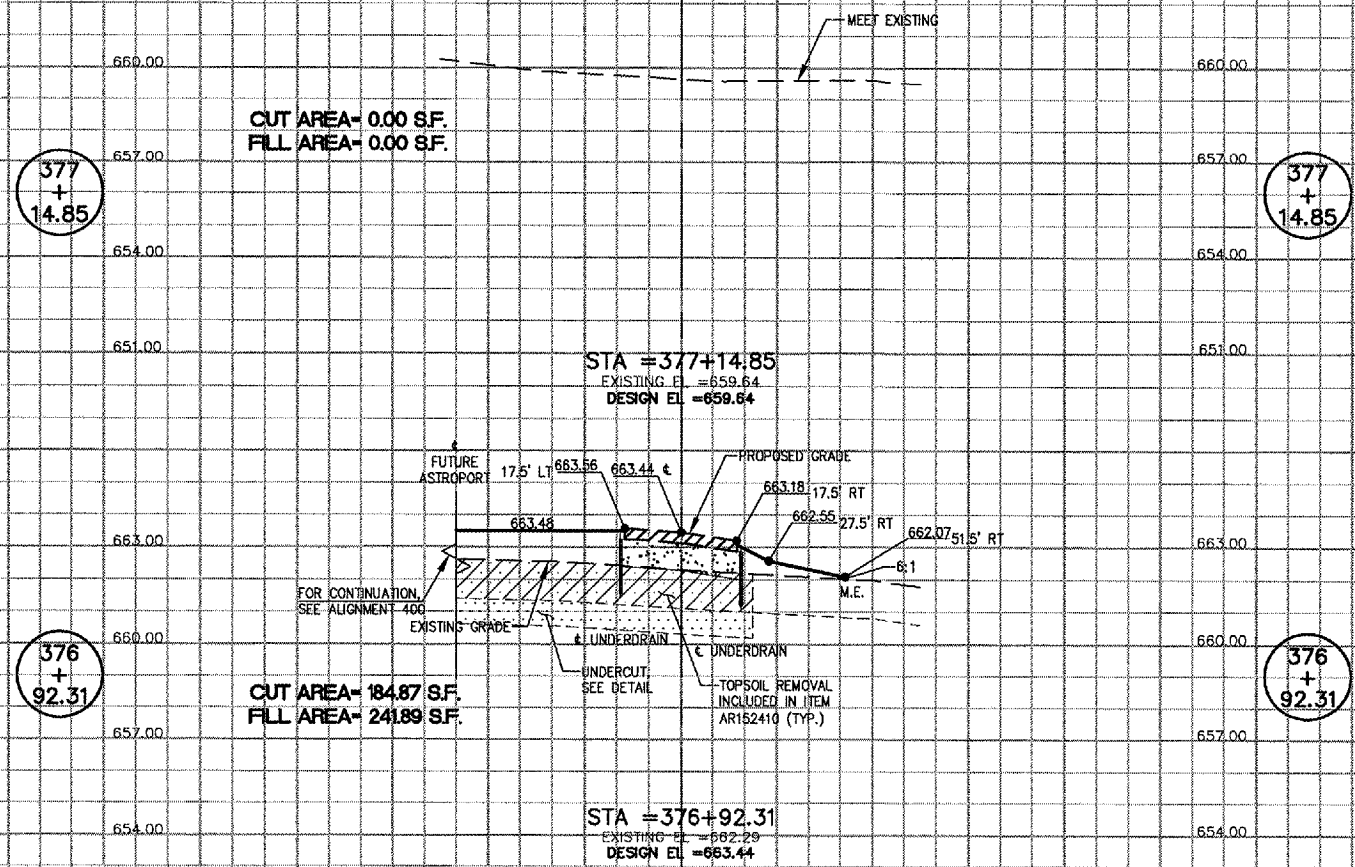 MEET EXISTING
660.00 660.00
CUT AREA= 0.00 S.F.
FILL AREA= 0.00 S.F.
657.00 657.00
377
+
14.85
377
+
14.85
654.00 654.00
651.00 651.00
STA =377+14.85
EXISTING EL =659.64
DESIGN EL =659.64
℄
FUTURE
ASTROPORT
17.5' LT
663.56
663.44 ℄
PROPOSED GRADE
663.18 17.5' RT
662.55 27.5' RT
662.07 51.5' RT
663.48
663.00 663.00
6:1
M.E.
FOR CONTINUATION,
SEE ALIGNMENT 400
EXISTING GRADE
℄ UNDERDRAIN
℄ UNDERDRAIN
660.00 660.00
UNDERCUT,
SEE DETAIL
TOPSOIL REMOVAL
INCLUDED IN ITEM
AR152410 (TYP.)
376
+
92.31
376
+
92.31
CUT AREA= 184.87 S.F.
FILL AREA= 241.89 S.F.
657.00 657.00
STA =376+92.31
EXISTING EL =662.29
DESIGN EL =663.44
654.00 654.00